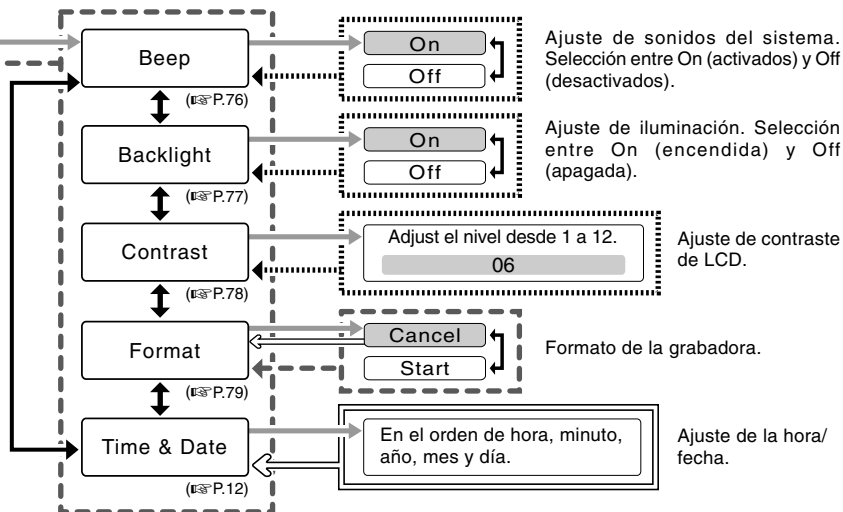 Beep
On
Off
Ajuste de sonidos del sistema.
Selección entre On (activados) y Off
(desactivados).
(☞P.76)
Backlight
On
Off
Ajuste de iluminación. Selección
entre On (encendida) y Off
(apagada).
(☞P.77)
Contrast
Adjust el nivel desde 1 a 12.
06
Ajuste de contraste
de LCD.
(☞P.78)
Format
Cancel
Start
Formato de la grabadora.
(☞P.79)
Time & Date
En el orden de hora, minuto,
año, mes y día.
Ajuste de la hora/
fecha.
(☞P.12)